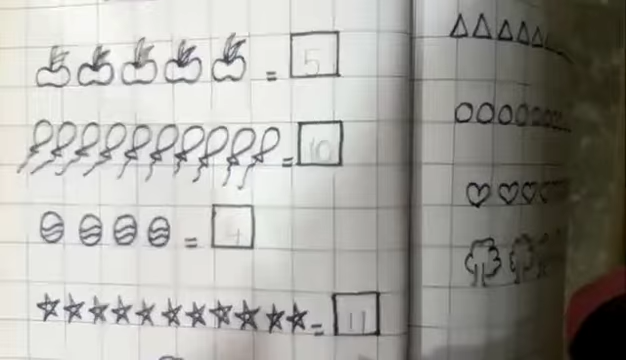 = 5
= 10
= 4
= 11